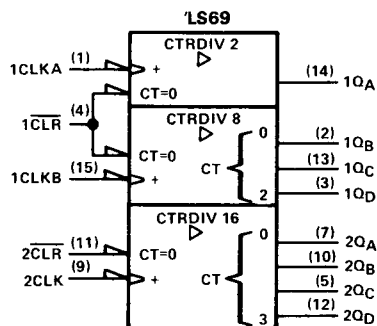 'LS69
CTRDIV 2
1CLKA (1) +
(14) 1QA
CT=0
1CLR (4)
CTRDIV 8
0
(2) 1QB
CT=0
CT
(13) 1QC
1CLKB (15) +
2
(3) 1QD
CTRDIV 16
0
(7) 2QA
2CLR (11) CT=0
(10) 2QB
2CLK (9) +
CT
(5) 2QC
3
(12) 2QD